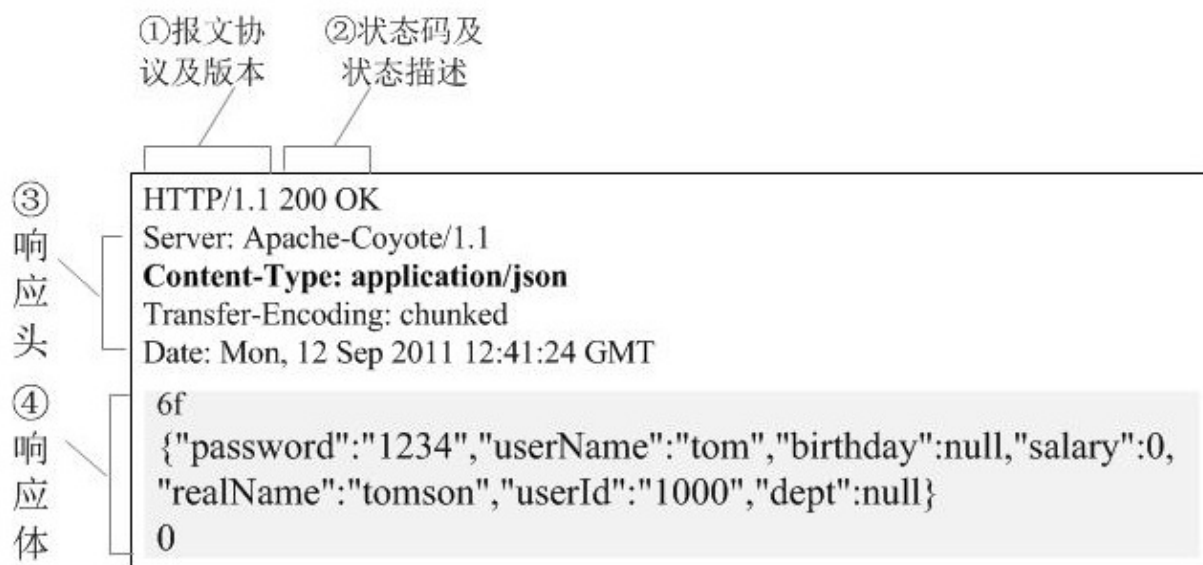 ①报文协
议及版本
②状态码及
状态描述
HTTP/1.1 200 OK
③
响
应
头
Server: Apache-Coyote/1.1
Content-Type: application/json
Transfer-Encoding: chunked
Date: Mon, 12 Sep 2011 12:41:24 GMT
④
响
应
体
6f
{"password":"1234","userName":"tom","birthday":null,"salary":0,
"realName":"tomson","userId":"1000","dept":null}
0